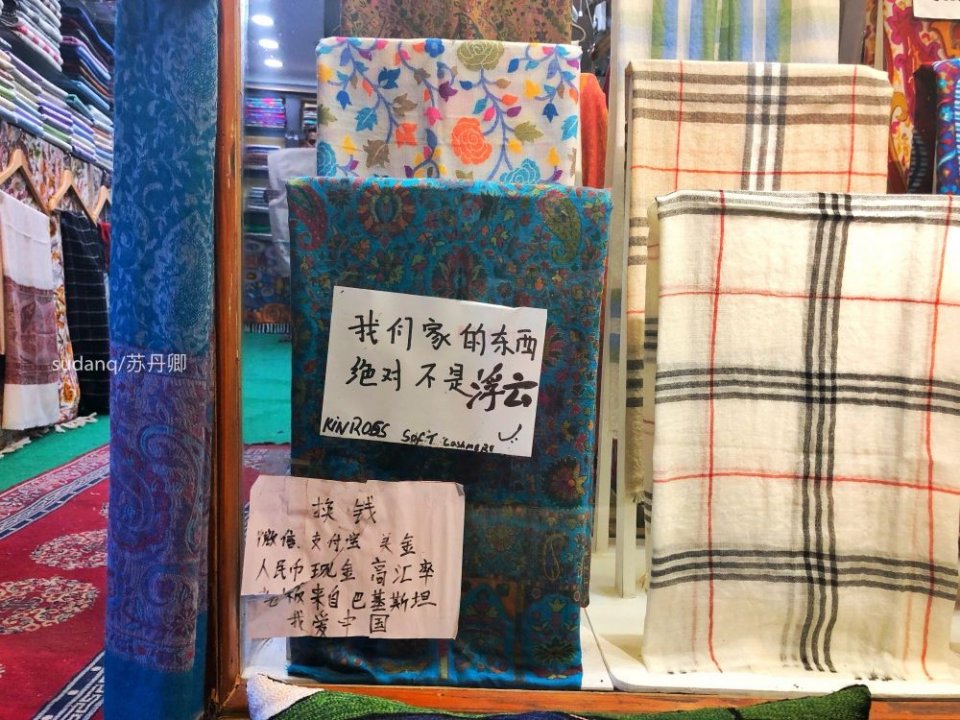 sudanq/苏丹卿
我们家的东西
绝对不是浮云
KINROSS SOFT CASHMERE
换钱
微信 支付宝 美金
人民币现金 高汇率
老板来自巴基斯坦
我爱中国